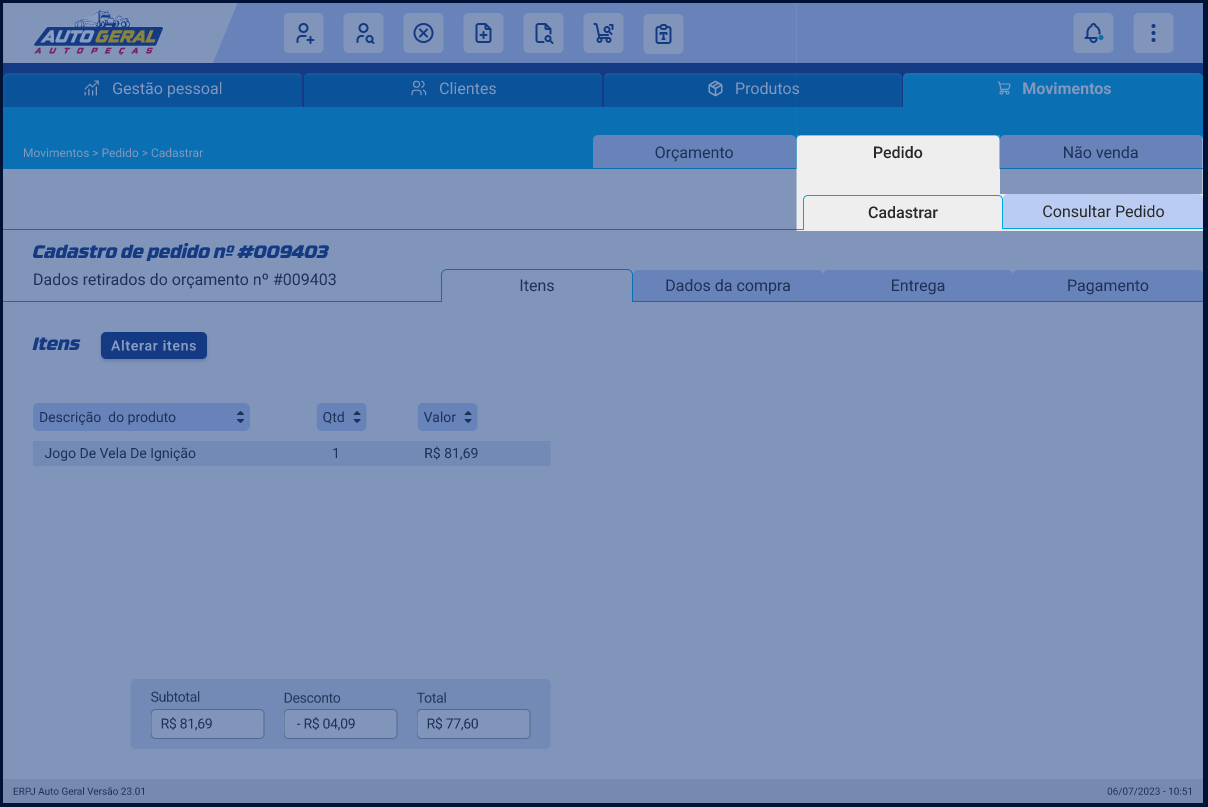 AUTO GERAL
AUTOPEÇAS
Gestão pessoal
Clientes
Produtos
Movimentos
Movimentos > Pedido > Cadastrar
Orçamento
Pedido
Não venda
Cadastrar
Consultar Pedido
Cadastro de pedido nº #009403
Dados retirados do orçamento nº #009403
Itens
Dados da compra
Entrega
Pagamento
Itens
Alterar itens
Descrição do produto
Qtd
Valor
Jogo De Vela De Ignição
1
R$ 81,69
Subtotal
Desconto
Total
R$ 81,69
- R$ 04,09
R$ 77,60
ERPJ Auto Geral Versão 23.01
06/07/2023 - 10:51